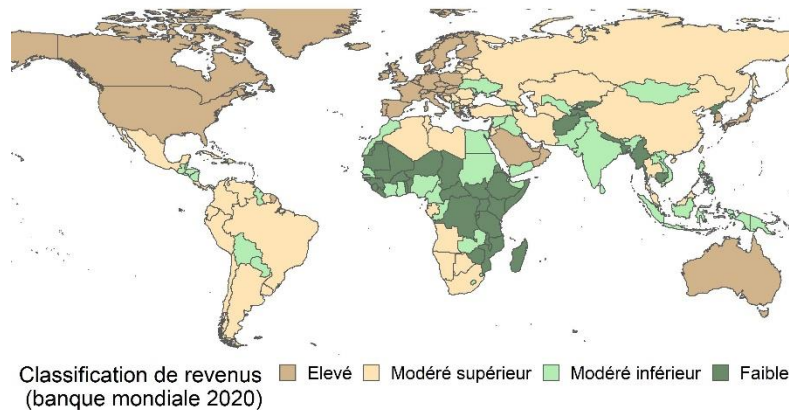 Classification de revenus
(banque mondiale 2020)
Elevé
Modéré supérieur
Modéré inférieur
Faible